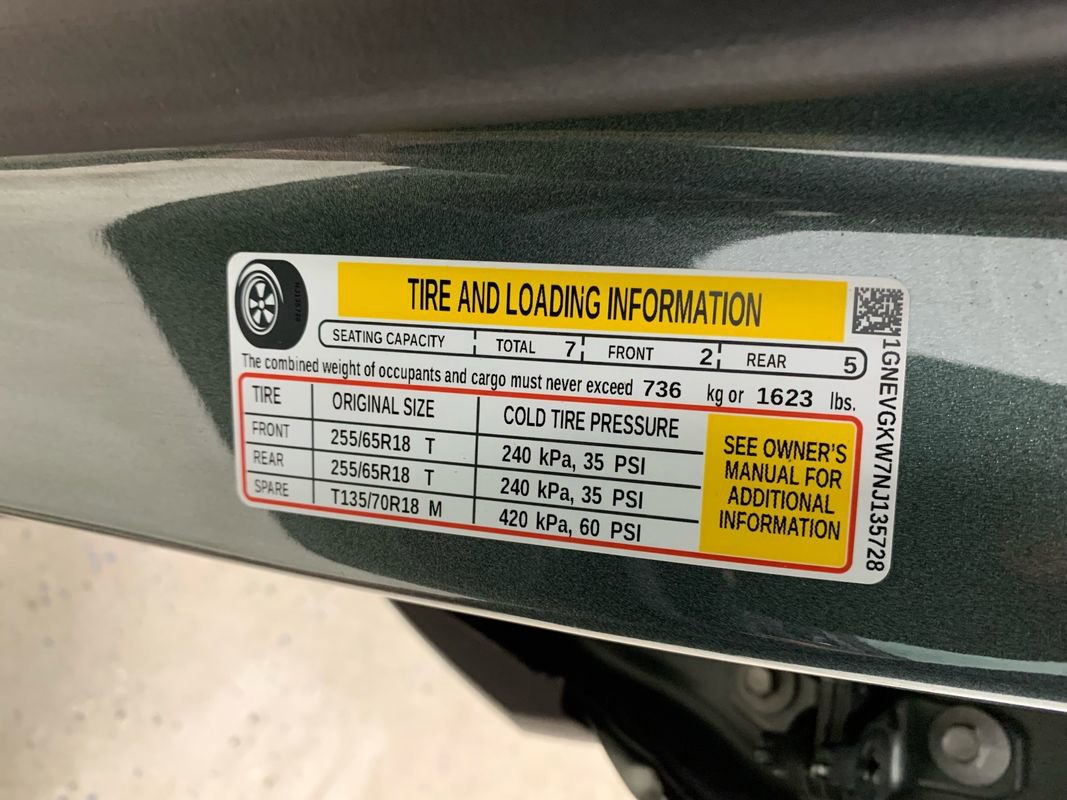 TIRE AND LOADING INFORMATION
SEATING CAPACITY TOTAL 7 FRONT 2 REAR 5
The combined weight of occupants and cargo must never exceed 736 kg or 1623 lbs.
TIRE ORIGINAL SIZE COLD TIRE PRESSURE
FRONT 255/65R18 T 240 kPa, 35 PSI
REAR 255/65R18 T 240 kPa, 35 PSI
SPARE T135/70R18 M 420 kPa, 60 PSI
SEE OWNER'S
MANUAL FOR
ADDITIONAL
INFORMATION
1GNEVGKW7NJ135728
NJ135728